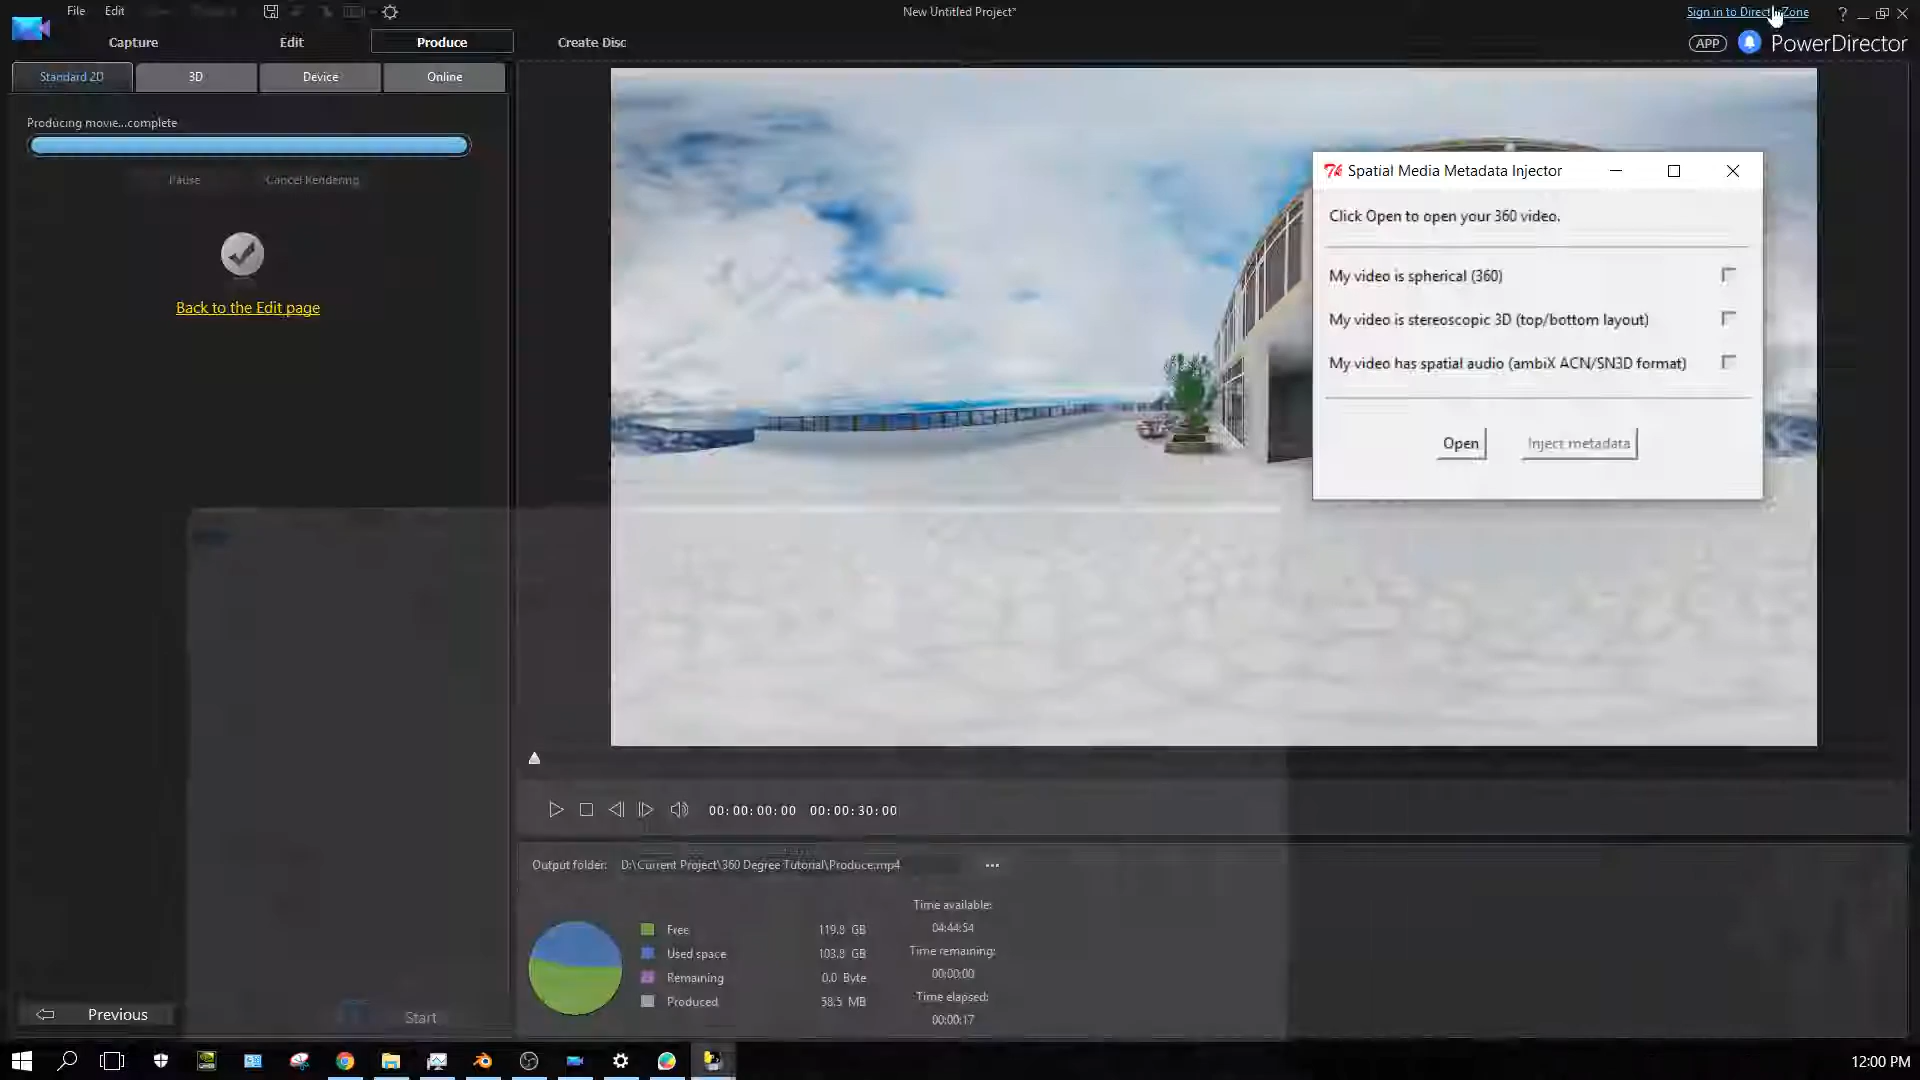 File
Edit
New Untitled Project*
Sign in to DirectorZone
?
Capture
Edit
Produce
Create Disc
APP
PowerDirector
Standard 2D
3D
Device
Online
Producing movie...complete
Pause
Cancel Rendering
Back to the Edit page
Spatial Media Metadata Injector
Click Open to open your 360 video.
My video is spherical (360)
My video is stereoscopic 3D (top/bottom layout)
My video has spatial audio (ambiX ACN/SN3D format)
Open
Inject metadata
00:00:00:00
00:00:30:00
Output folder: D:\Current Project\360 Degree Tutorial\Produce.mp4
...
Free 119.8 GB
Used space 103.8 GB
Remaining 0.0 Byte
Produced 58.5 MB
Time available:
04:44:54
Time remaining:
00:00:00
Time elapsed:
00:00:17
Previous
Start
12:00 PM